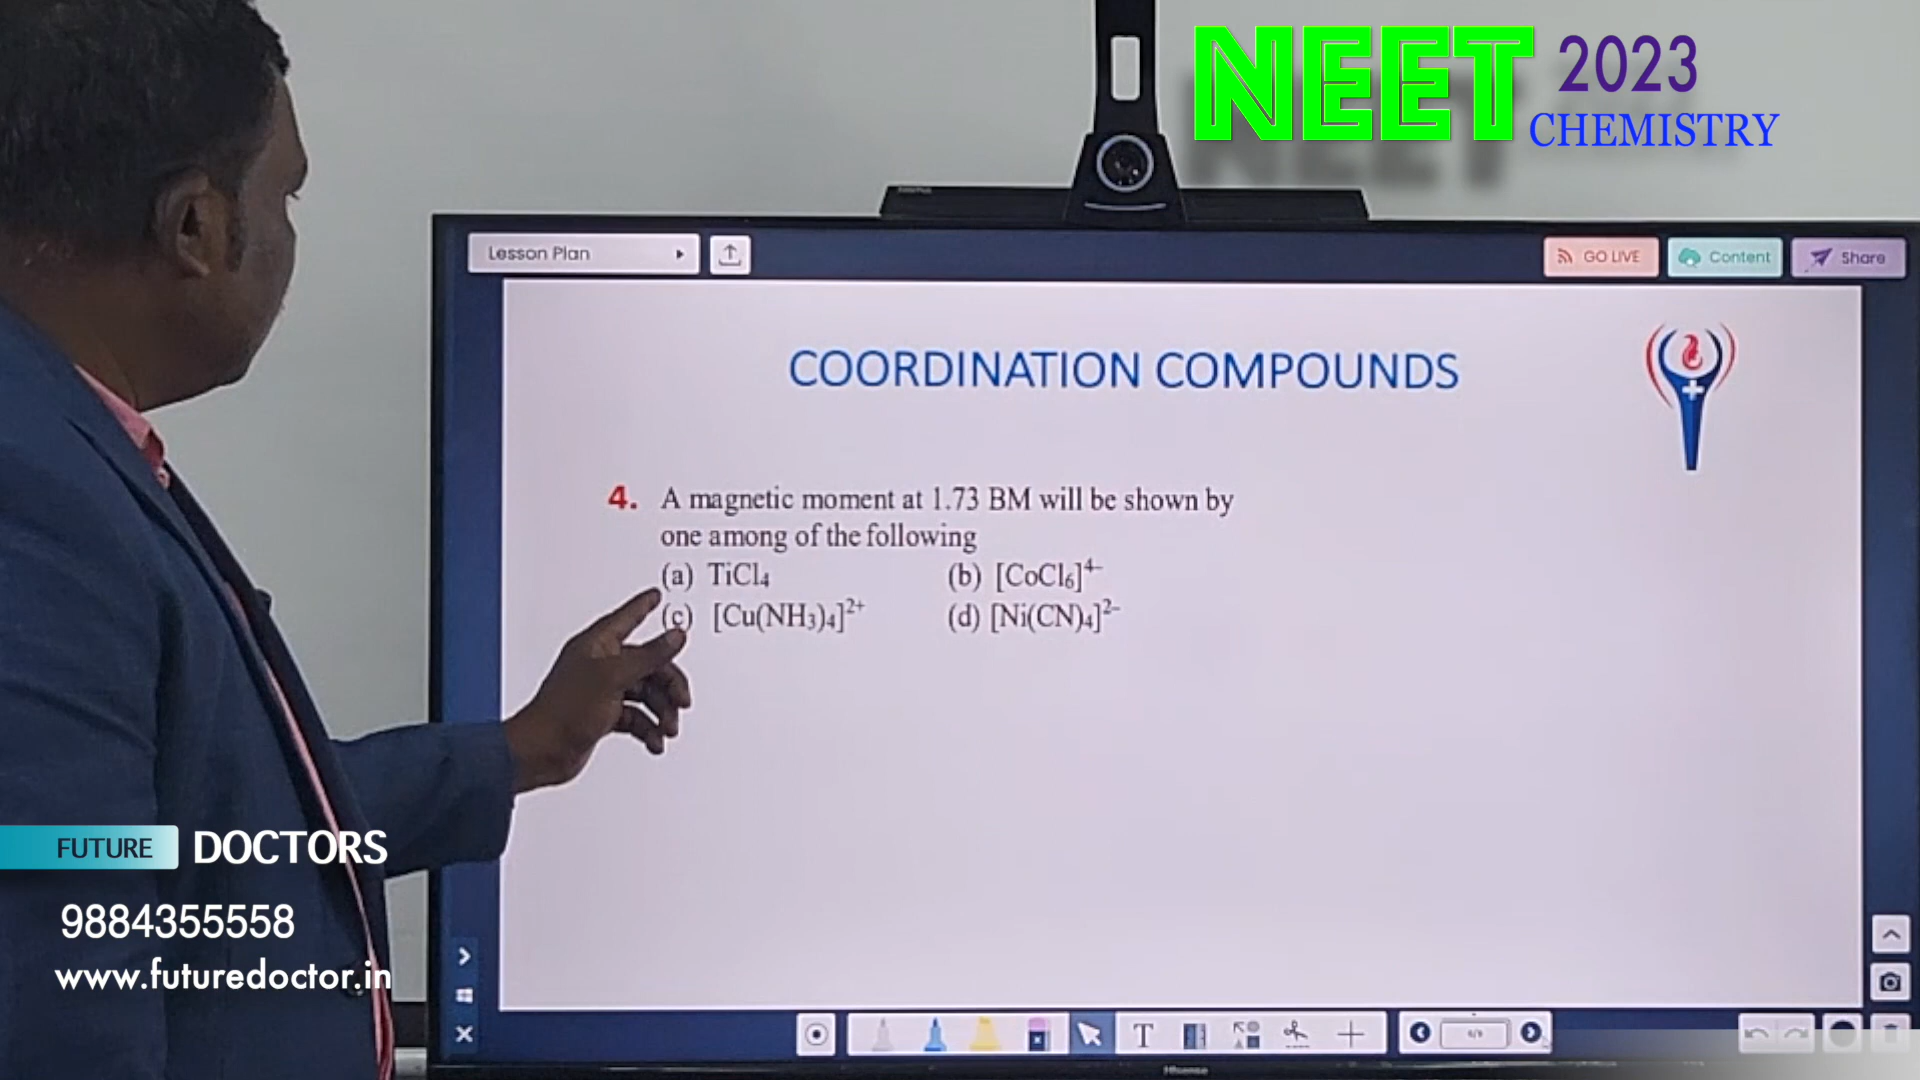 NEET 2023
CHEMISTRY
Lesson Plan
GO LIVE
Content
Share
COORDINATION COMPOUNDS
4. A magnetic moment at 1.73 BM will be shown by
one among of the following
(a) TiCl₄ (b) [CoCl₆]⁴⁻
(c) [Cu(NH₃)₄]²⁺ (d) [Ni(CN)₄]²⁻
FUTURE DOCTORS
9884355558
www.futuredoctor.in
T
Hisense